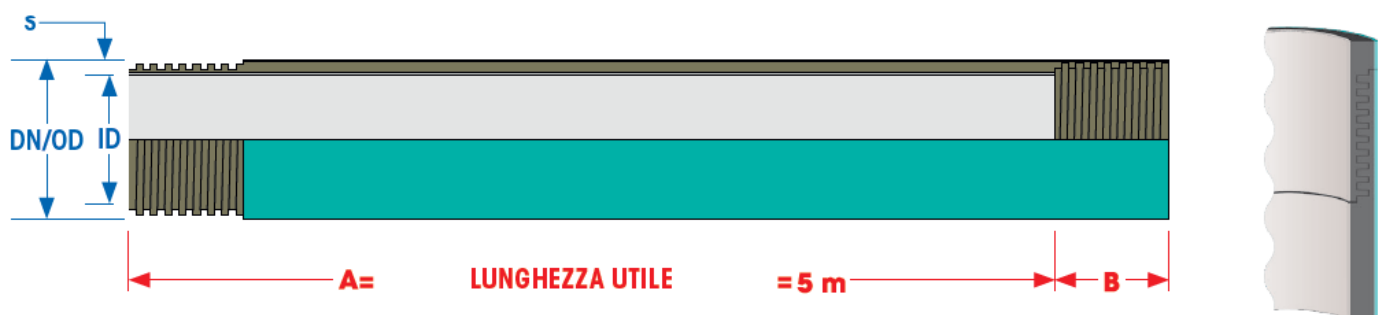 s
DN/OD ID
A= LUNGHEZZA UTILE = 5 m B